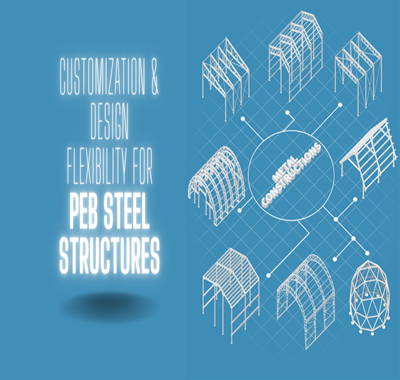 CUSTOMIZATION &
DESIGN
FLEXIBILITY FOR
PEB STEEL
STRUCTURES
METAL
CONSTRUCTIONS